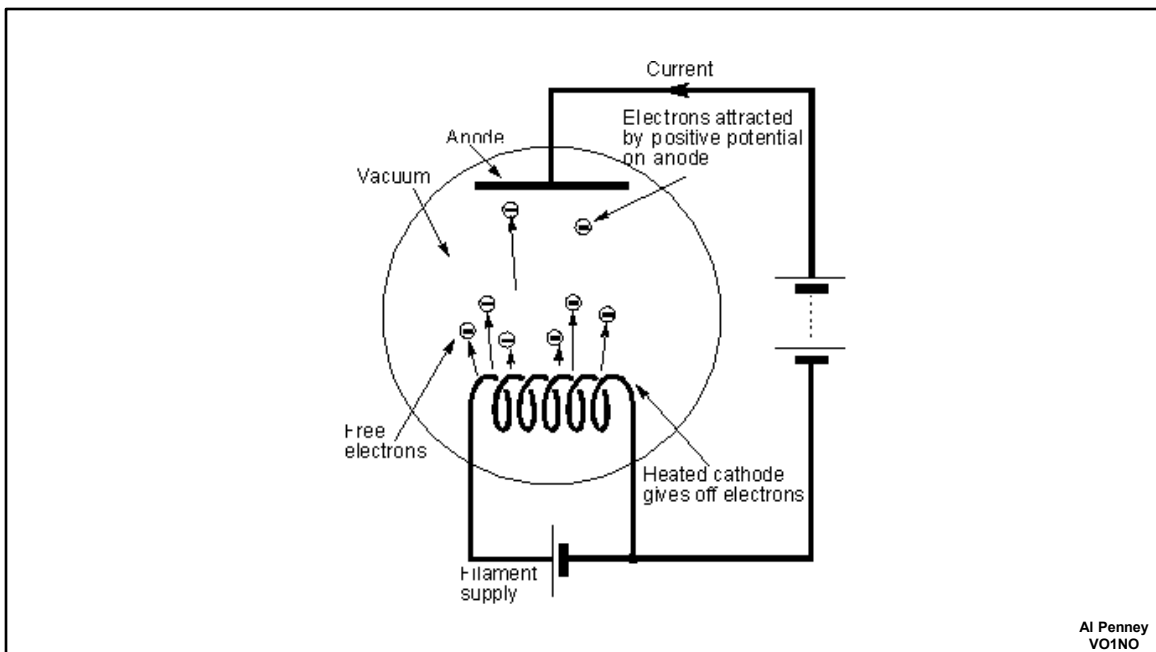 Current
Electrons attracted
by positive potential
on anode
Anode
Vacuum
Free
electrons
Heated cathode
gives off electrons
Filament
supply
Al Penney
VO1NO